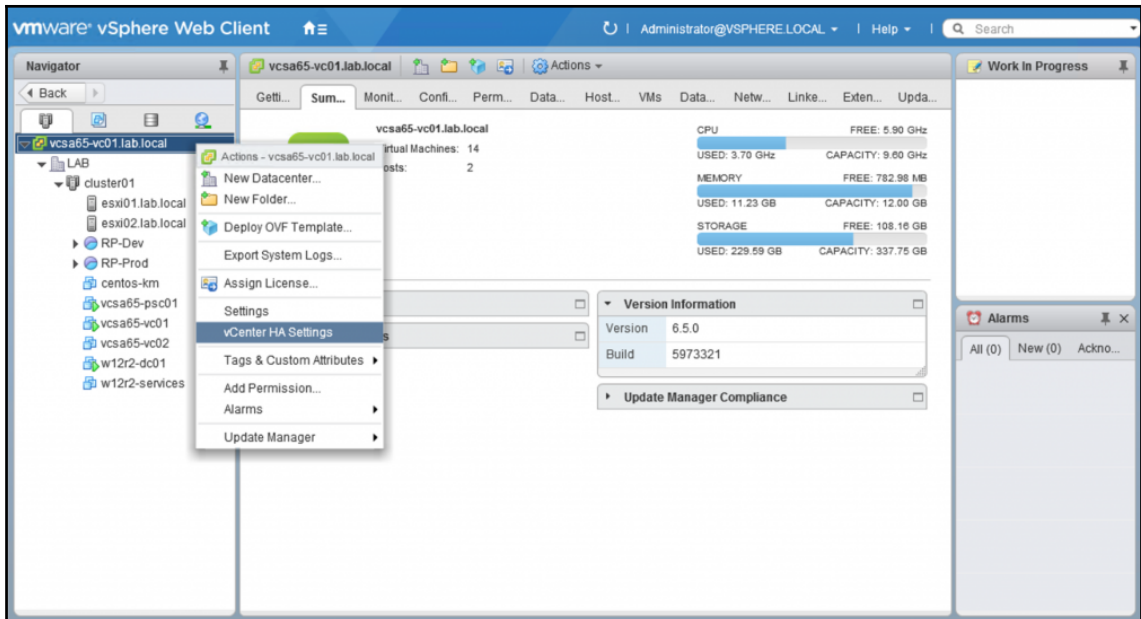 vmware® vSphere Web Client
Administrator@VSPHERE.LOCAL
Help
Search
Navigator
Back
vcsa65-vc01.lab.local
LAB
cluster01
esxi01.lab.local
esxi02.lab.local
RP-Dev
RP-Prod
centos-km
vcsa65-psc01
vcsa65-vc01
vcsa65-vc02
w12r2-dc01
w12r2-services
vcsa65-vc01.lab.local
Actions
Getti... Sum... Monit... Confi... Perm... Data... Host... VMs Data... Netw... Linke... Exten... Upda...
vcsa65-vc01.lab.local
Virtual Machines: 14
2
Actions - vcsa65-vc01.lab.local
New Datacenter...
New Folder...
Deploy OVF Template...
Export System Logs...
Assign License...
Settings
vCenter HA Settings
Tags & Custom Attributes
Add Permission...
Alarms
Update Manager
CPU FREE: 5.90 GHz
USED: 3.70 GHz CAPACITY: 9.60 GHz
MEMORY FREE: 782.98 MB
USED: 11.23 GB CAPACITY: 12.00 GB
STORAGE FREE: 108.16 GB
USED: 229.59 GB CAPACITY: 337.75 GB
Version Information
Version 6.5.0
Build 5973321
Update Manager Compliance
Work In Progress
Alarms
All (0) New (0) Ackno...